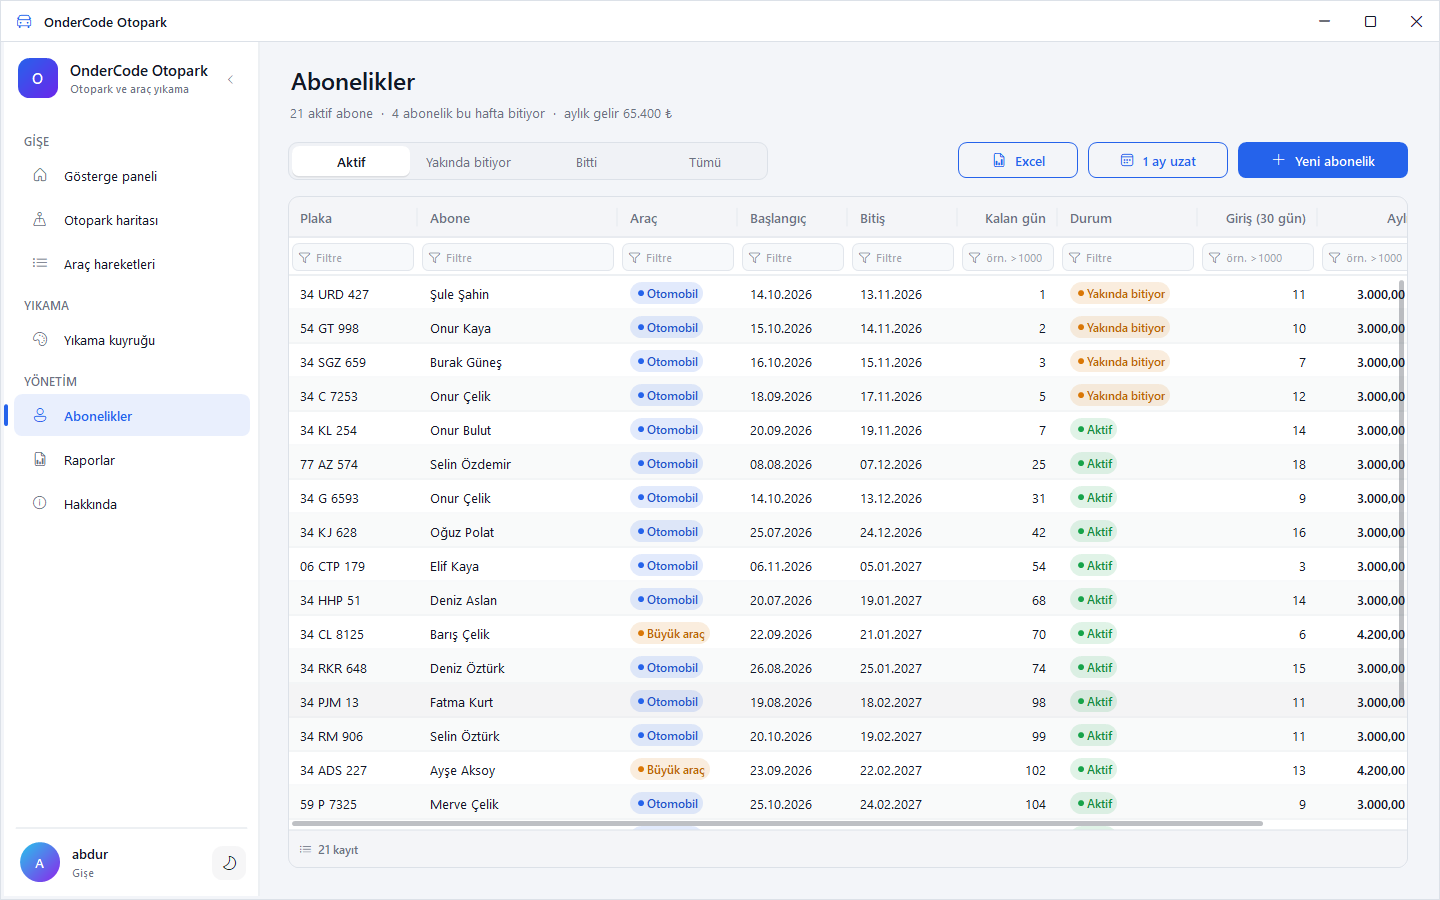 OnderCode Otopark
O
OnderCode Otopark
Otopark ve araç yıkama
GİŞE
Gösterge paneli
Otopark haritası
Araç hareketleri
YIKAMA
Yıkama kuyruğu
YÖNETİM
Abonelikler
Raporlar
Hakkında
A
abdur
Gişe
Abonelikler
21 aktif abone · 4 abonelik bu hafta bitiyor · aylık gelir 65.400 ₺
Aktif Yakında bitiyor Bitti Tümü
Excel 1 ay uzat Yeni abonelik
Plaka Abone Araç Başlangıç Bitiş Kalan gün Durum Giriş (30 gün) Ayl
Filtre Filtre Filtre Filtre Filtre örn. >1000 Filtre örn. >1000 örn. >1000
34 URD 427 Şule Şahin Otomobil 14.10.2026 13.11.2026 1 Yakında bitiyor 11 3.000,00
54 GT 998 Onur Kaya Otomobil 15.10.2026 14.11.2026 2 Yakında bitiyor 10 3.000,00
34 SGZ 659 Burak Güneş Otomobil 16.10.2026 15.11.2026 3 Yakında bitiyor 7 3.000,00
34 C 7253 Onur Çelik Otomobil 18.09.2026 17.11.2026 5 Yakında bitiyor 12 3.000,00
34 KL 254 Onur Bulut Otomobil 20.09.2026 19.11.2026 7 Aktif 14 3.000,00
77 AZ 574 Selin Özdemir Otomobil 08.08.2026 07.12.2026 25 Aktif 18 3.000,00
34 G 6593 Onur Çelik Otomobil 14.10.2026 13.12.2026 31 Aktif 9 3.000,00
34 KJ 628 Oğuz Polat Otomobil 25.07.2026 24.12.2026 42 Aktif 16 3.000,00
06 CTP 179 Elif Kaya Otomobil 06.11.2026 05.01.2027 54 Aktif 3 3.000,00
34 HHP 51 Deniz Aslan Otomobil 20.07.2026 19.01.2027 68 Aktif 14 3.000,00
34 CL 8125 Barış Çelik Büyük araç 22.09.2026 21.01.2027 70 Aktif 6 4.200,00
34 RKR 648 Deniz Öztürk Otomobil 26.08.2026 25.01.2027 74 Aktif 15 3.000,00
34 PJM 13 Fatma Kurt Otomobil 19.08.2026 18.02.2027 98 Aktif 11 3.000,00
34 RM 906 Selin Öztürk Otomobil 20.10.2026 19.02.2027 99 Aktif 11 3.000,00
34 ADS 227 Ayşe Aksoy Büyük araç 23.09.2026 22.02.2027 102 Aktif 13 4.200,00
59 P 7325 Merve Çelik Otomobil 25.10.2026 24.02.2027 104 Aktif 9 3.000,00
21 kayıt